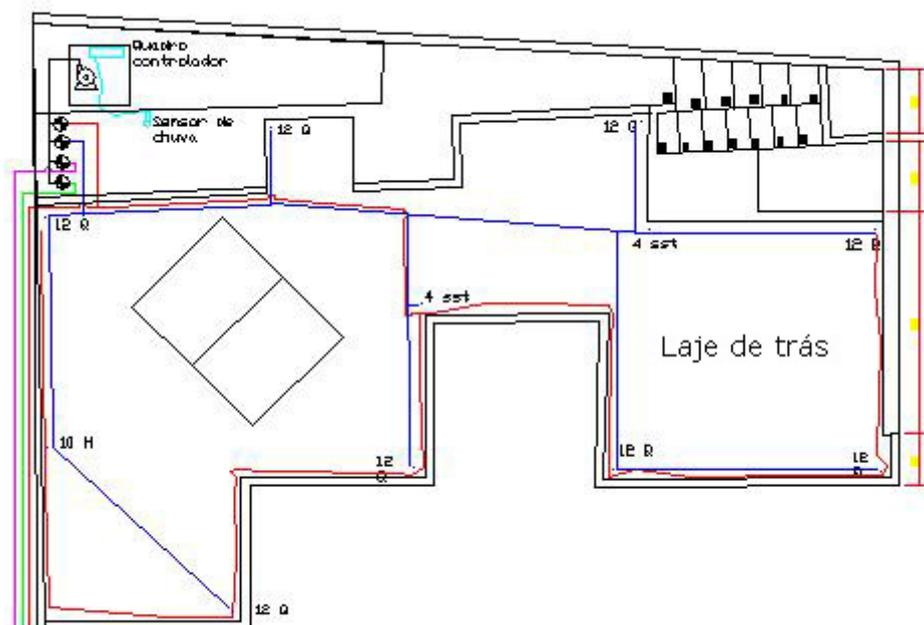 Quadro
controlador
Sensor de
chuva
12 Q
12 Q
12 Q
4 sst
12 Q
4 sst
Laje de trás
10 H
12 Q
12 Q
12
12 Q